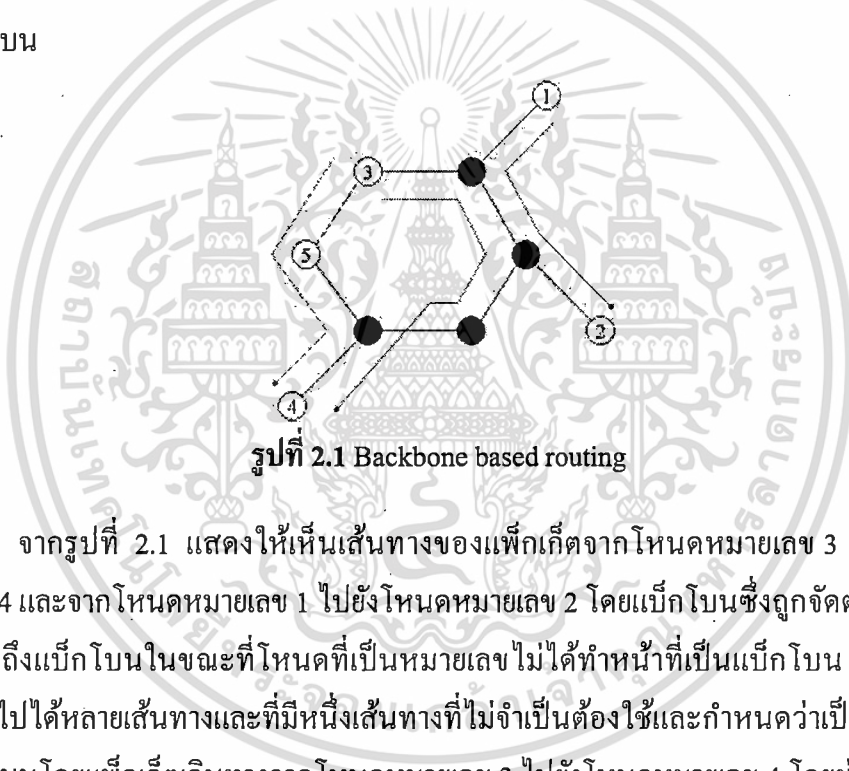 บน
1
3
5
2
4
รูปที่ 2.1 Backbone based routing
จากรูปที่ 2.1 แสดงให้เห็นเส้นทางของแพ็กเก็ตจากโหนดหมายเลข 3
4 และจากโหนดหมายเลข 1 ไปยังโหนดหมายเลข 2 โดยแบ็กโบนซึ่งถูกจัดต
ถึงแบ็กโบนในขณะที่โหนดที่เป็นหมายเลขไม่ได้ทำหน้าที่เป็นแบ็กโบน
ไปได้หลายเส้นทางและที่มีหนึ่งเส้นทางที่ไม่จำเป็นต้องใช้และกำหนดว่าเป็